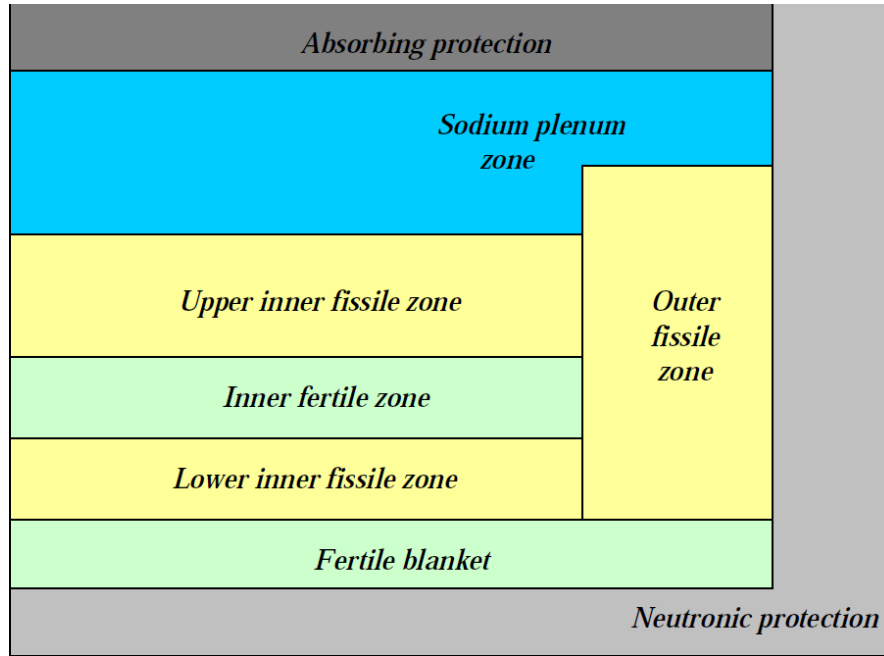 Absorbing protection
Sodium plenum
zone
Upper inner fissile zone
Outer
fissile
zone
Inner fertile zone
Lower inner fissile zone
Fertile blanket
Neutronic protection